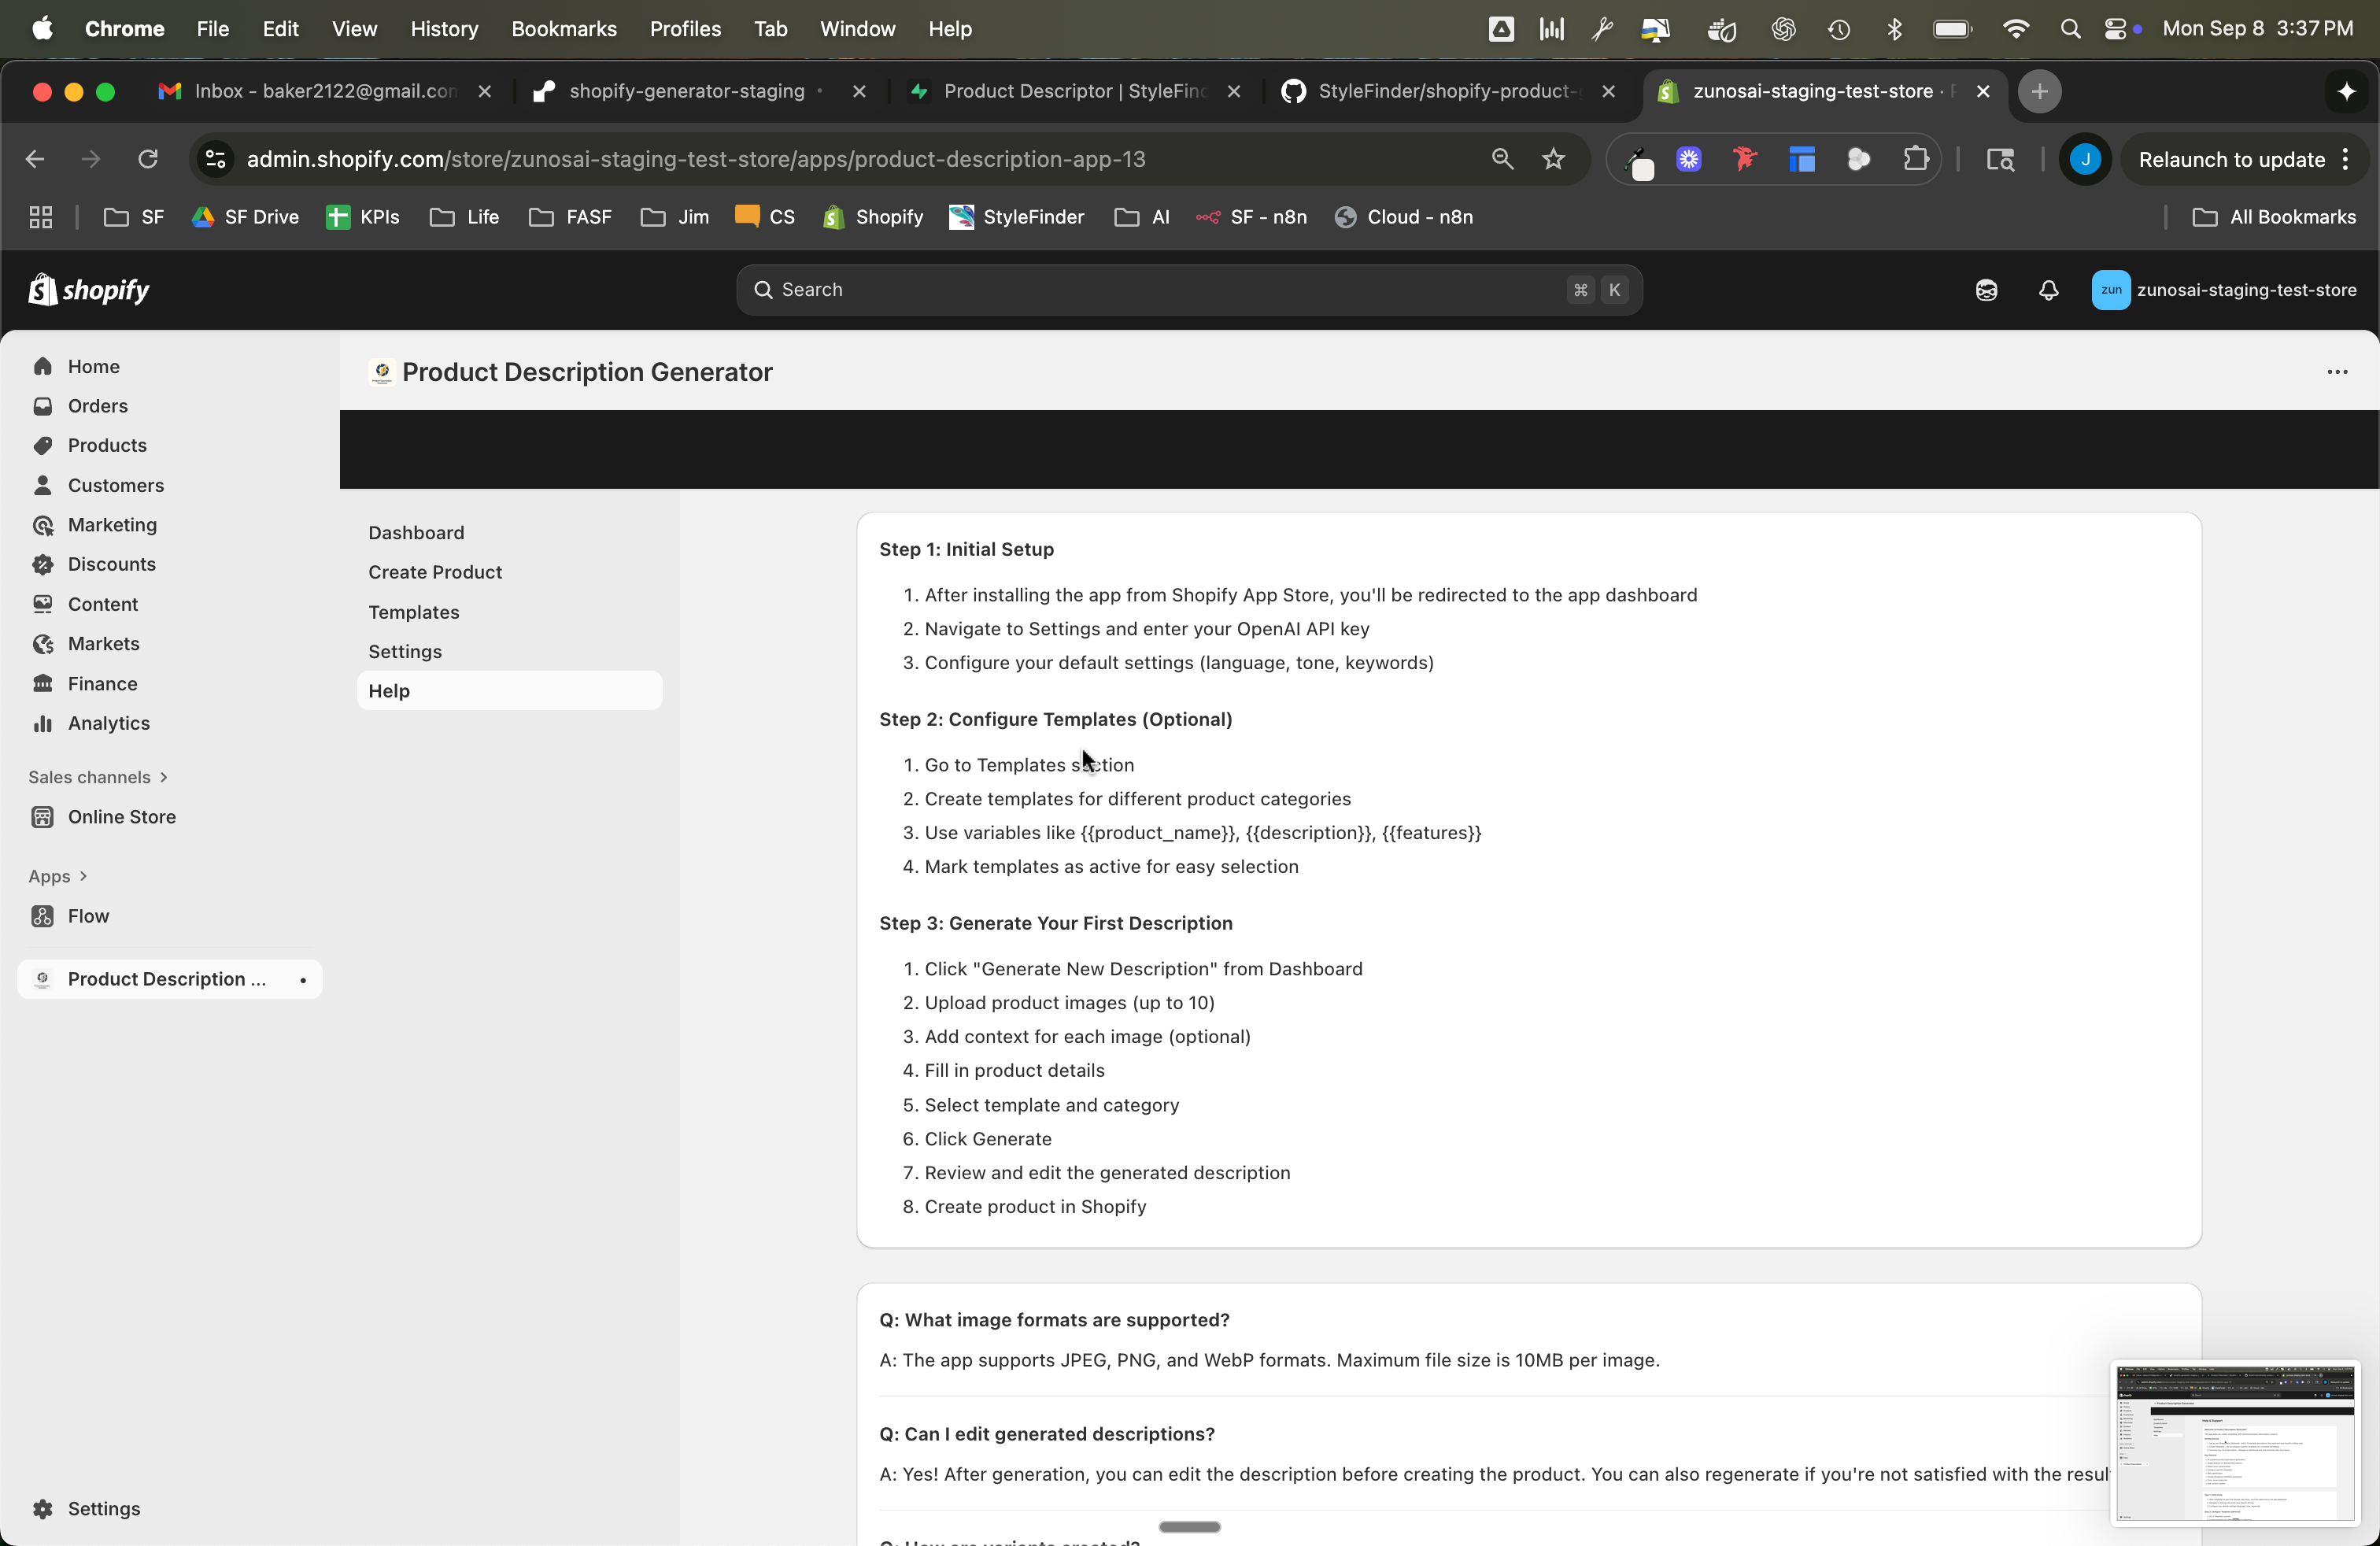 Chrome File Edit View History Bookmarks Profiles Tab Window Help Mon Sep 8 3:37 PM
Inbox - baker2122@gmail.con shopify-generator-staging Product Descriptor | StyleFin StyleFinder/shopify-product- zunosai-staging-test-store ·
admin.shopify.com/store/zunosai-staging-test-store/apps/product-description-app-13 J Relaunch to update
SF SF Drive KPIs Life FASF Jim CS Shopify StyleFinder AI SF - n8n Cloud - n8n All Bookmarks
shopify Search ⌘ K zun zunosai-staging-test-store
Product Description Generator
Home
Orders
Products
Customers
Marketing
Discounts
Content
Markets
Finance
Analytics
Sales channels
Online Store
Apps
Flow
Product Description ...
Settings
Dashboard
Create Product
Templates
Settings
Help
Step 1: Initial Setup
1. After installing the app from Shopify App Store, you'll be redirected to the app dashboard
2. Navigate to Settings and enter your OpenAI API key
3. Configure your default settings (language, tone, keywords)
Step 2: Configure Templates (Optional)
1. Go to Templates section
2. Create templates for different product categories
3. Use variables like {{product_name}}, {{description}}, {{features}}
4. Mark templates as active for easy selection
Step 3: Generate Your First Description
1. Click "Generate New Description" from Dashboard
2. Upload product images (up to 10)
3. Add context for each image (optional)
4. Fill in product details
5. Select template and category
6. Click Generate
7. Review and edit the generated description
8. Create product in Shopify
Q: What image formats are supported?
A: The app supports JPEG, PNG, and WebP formats. Maximum file size is 10MB per image.
Q: Can I edit generated descriptions?
A: Yes! After generation, you can edit the description before creating the product. You can also regenerate if you're not satisfied with the resul